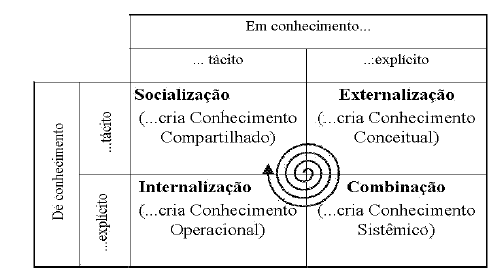 Em conhecimento...
... tácito
...explícito
De conhecimento
...tácito
...explícito
Socialização
(...cria Conhecimento
Compartilhado)
Externalização
(...cria Conhecimento
Conceitual)
Internalização
(...cria Conhecimento
Operacional)
Combinação
(...cria Conhecimento
Sistêmico)